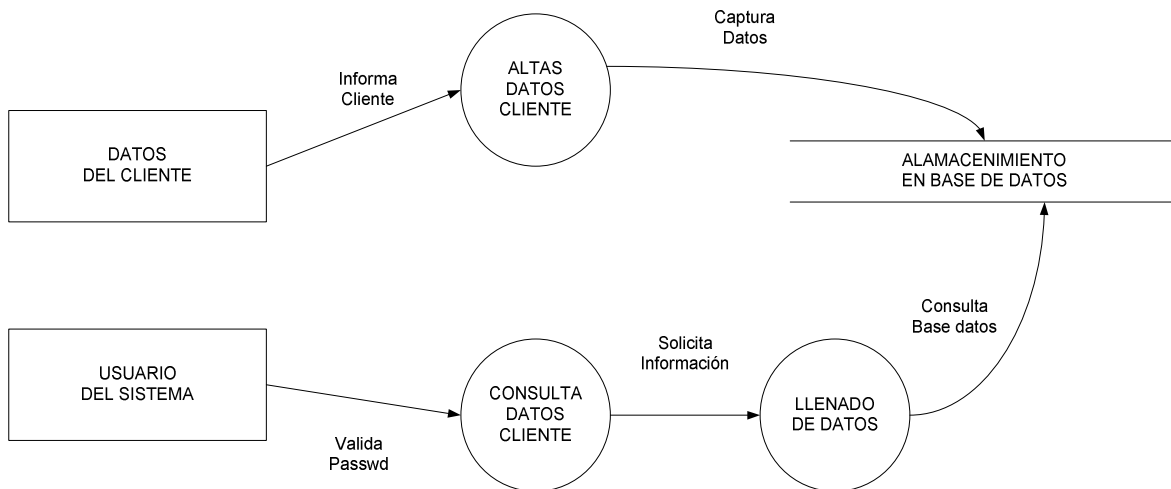 Captura
Datos
ALTAS
DATOS
CLIENTE
Informa
Cliente
DATOS
DEL CLIENTE
ALAMACENIMIENTO
EN BASE DE DATOS
Consulta
Base datos
Solicita
Información
USUARIO
DEL SISTEMA
CONSULTA
DATOS
CLIENTE
LLENADO
DE DATOS
Valida
Passwd